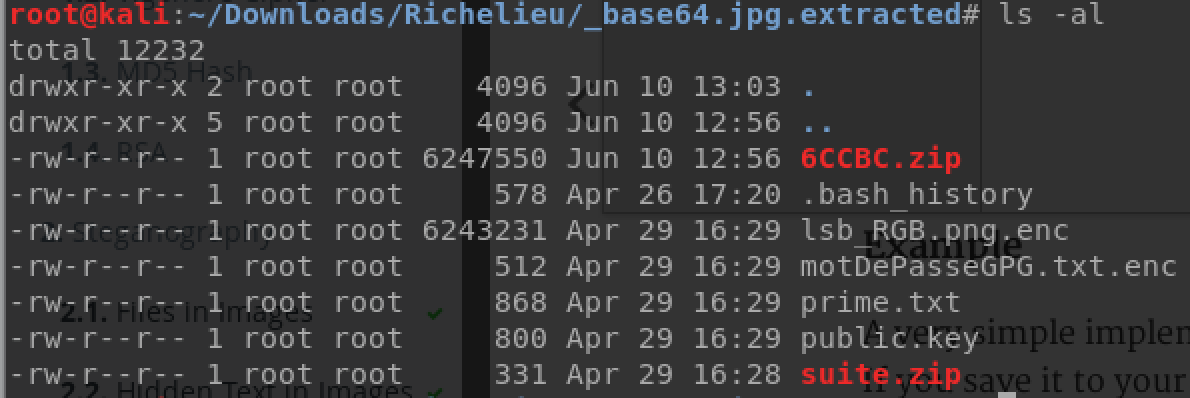 root@kali:~/Downloads/Richelieu/_base64.jpg.extracted# ls -al
total 12232
1.3. MD5 Hash
drwxr-xr-x 2 root root    4096 Jun 10 13:03 .
drwxr-xr-x 5 root root    4096 Jun 10 12:56 ..
1.4. RSA
-rw-r--r-- 1 root root 6247550 Jun 10 12:56 6CCBC.zip
-rw-r--r-- 1 root root     578 Apr 26 17:20 .bash_history
2. Steganography
-rw-r--r-- 1 root root 6243231 Apr 29 16:29 lsb_RGB.png.enc
Example
-rw-r--r-- 1 root root     512 Apr 29 16:29 motDePasseGPG.txt.enc
-rw-r--r-- 1 root root     868 Apr 29 16:29 prime.txt
2.1. Files in Images
-rw-r--r-- 1 root root     800 Apr 29 16:29 public.key
A very simple implen
-rw-r--r-- 1 root root     331 Apr 29 16:28 suite.zip
2.2. Hidden Text in Images
If you save it to your